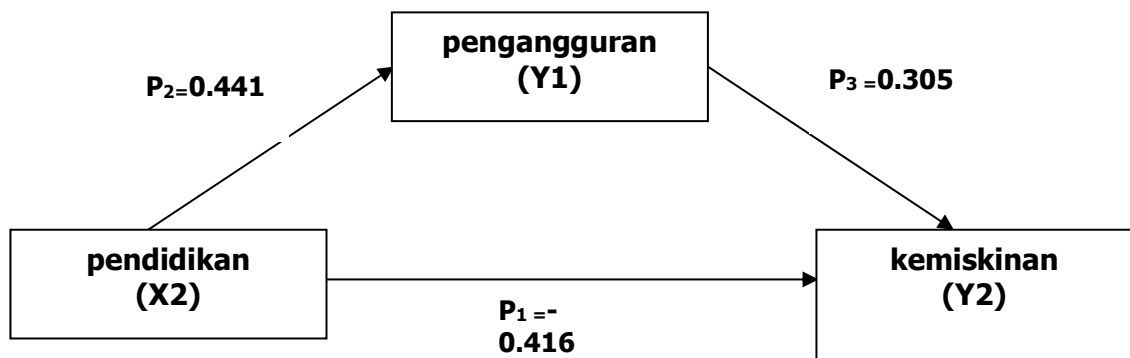 pengangguran
(Y1)
P2=0.441
P3 =0.305
pendidikan
(X2)
kemiskinan
(Y2)
P1 =-
0.416